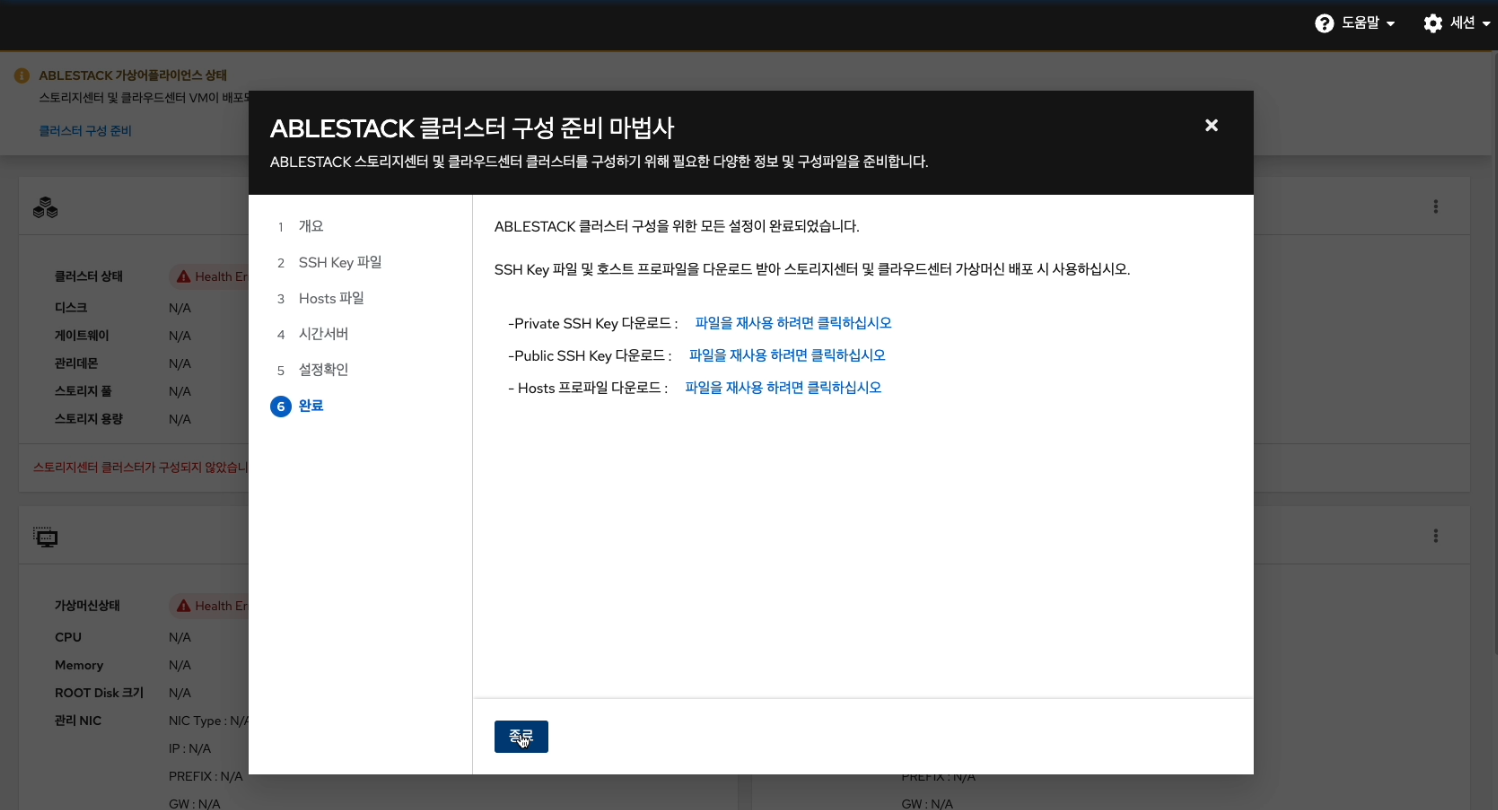 도움말
세션
ABLESTACK 가상어플라이언스 상태
스토리지센터 및 클라우드센터 VM이
클러스터 구성 준비
ABLESTACK 클러스터 구성 준비 마법사
ABLESTACK 스토리지센터 및 클라우드센터 클러스터를 구성하기 위해 필요한 다양한 정보 및 구성파일을 준비합니다.
1 개요
2 SSH Key 파일
3 Hosts 파일
4 시간서버
5 설정확인
6 완료
ABLESTACK 클러스터 구성을 위한 모든 설정이 완료되었습니다.
SSH Key 파일 및 호스트 프로파일을 다운로드 받아 스토리지센터 및 클라우드센터 가상머신 배포 시 사용하십시오.
-Private SSH Key 다운로드 : 파일을 재사용 하려면 클릭하십시오
-Public SSH Key 다운로드 : 파일을 재사용 하려면 클릭하십시오
- Hosts 프로파일 다운로드 : 파일을 재사용 하려면 클릭하십시오
종료
클러스터 상태 Health Er
디스크 N/A
게이트웨이 N/A
관리데몬 N/A
스토리지 풀 N/A
스토리지 용량 N/A
스토리지센터 클러스터가 구성되지 않았습니
가상머신상태 Health Er
CPU N/A
Memory N/A
ROOT Disk 크기 N/A
관리 NIC NIC Type : N/A
IP : N/A
PREFIX : N/A
GW : N/A
PREFIX : N/A
GW : N/A